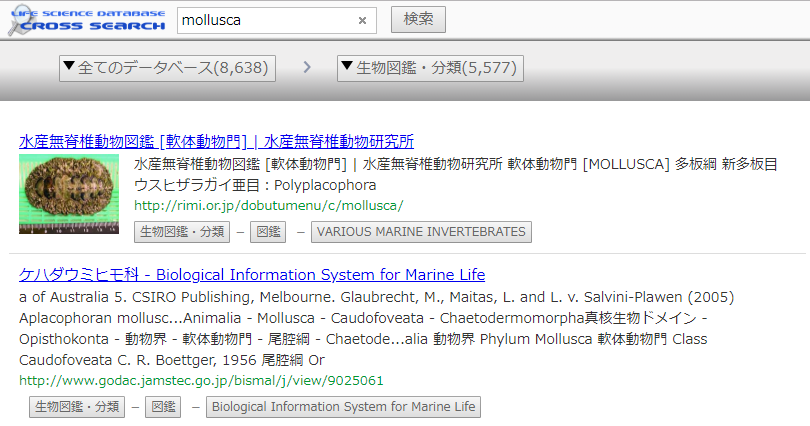 LIFE SCIENCE DATABASE
CROSS SEARCH
mollusca × 検索
▼全てのデータベース(8,638) > ▼生物図鑑・分類(5,577)
水産無脊椎動物図鑑 [軟体動物門] | 水産無脊椎動物研究所
水産無脊椎動物図鑑 [軟体動物門] | 水産無脊椎動物研究所 軟体動物門 [MOLLUSCA] 多板綱 新多板目
ウスヒザラガイ亜目：Polyplacophora
http://rimi.or.jp/dobutumenu/c/mollusca/
生物図鑑・分類 – 図鑑 – VARIOUS MARINE INVERTEBRATES
ケハダウミヒモ科 - Biological Information System for Marine Life
a of Australia 5. CSIRO Publishing, Melbourne. Glaubrecht, M., Maitas, L. and L. v. Salvini-Plawen (2005)
Aplacophoran mollusc...Animalia - Mollusca - Caudofoveata - Chaetodermomorpha真核生物ドメイン -
Opisthokonta - 動物界 - 軟体動物門 - 尾腔綱 - Chaetode...alia 動物界 Phylum Mollusca 軟体動物門 Class
Caudofoveata C. R. Boettger, 1956 尾腔綱 Or
http://www.godac.jamstec.go.jp/bismal/j/view/9025061
生物図鑑・分類 – 図鑑 – Biological Information System for Marine Life